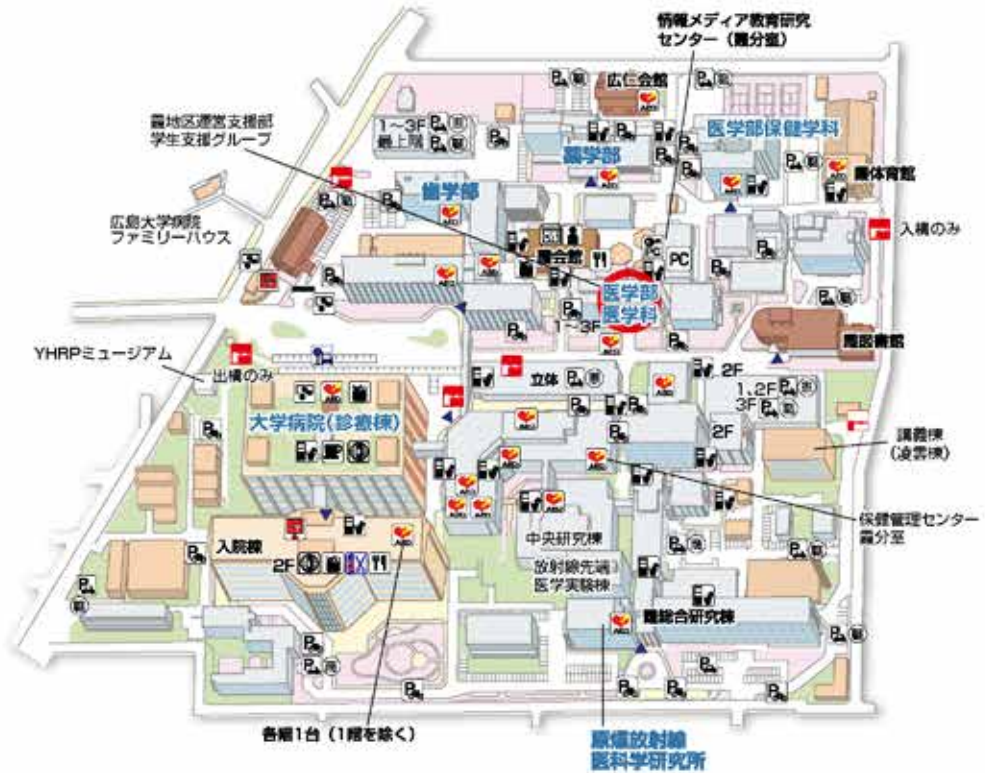 情報メディア教育研究
センター（霞分室）
広仁会館
霞地区運営支援部
学生支援グループ
1～3F
最上階
薬学部
医学部保健学科
歯学部
霞体育館
広島大学病院
ファミリーハウス
霞会館
PC
入構のみ
医学部
医学科
1～3F
霞図書館
YHRPミュージアム
出構のみ
立体
2F
1、2F
3F
大学病院(診療棟)
2F
講義棟
(凌雲棟)
保健管理センター
霞分室
入院棟
2F
中央研究棟
放射線先端
医学実験棟
霞総合研究棟
各階1台（1階を除く）
原爆放射線
医科学研究所